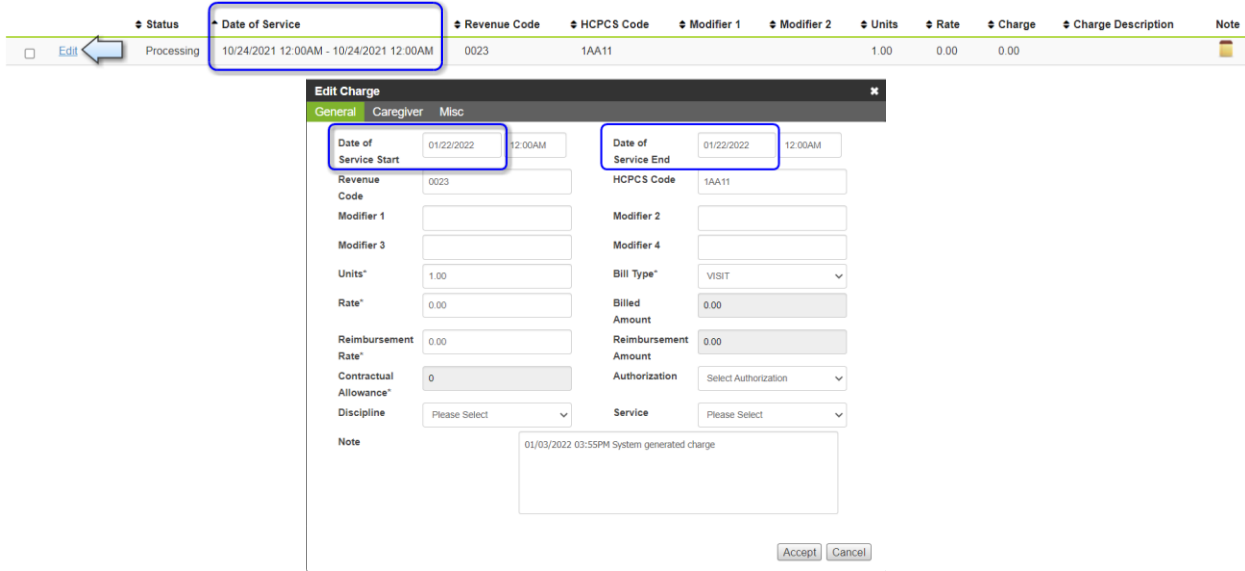 Status Date of Service Revenue Code HCPCS Code Modifier 1 Modifier 2 Units Rate Charge Charge Description Note
Edit Processing 10/24/2021 12:00AM - 10/24/2021 12:00AM 0023 1AA11 1.00 0.00 0.00
Edit Charge
General Caregiver Misc
Date of Service Start 01/22/2022 12:00AM Date of Service End 01/22/2022 12:00AM
Revenue Code 0023 HCPCS Code 1AA11
Modifier 1 Modifier 2
Modifier 3 Modifier 4
Units* 1.00 Bill Type* VISIT
Rate* 0.00 Billed Amount 0.00
Reimbursement Rate* 0.00 Reimbursement Amount 0.00
Contractual Allowance* 0 Authorization Select Authorization
Discipline Please Select Service Please Select
Note 01/03/2022 03:55PM System generated charge
Accept Cancel